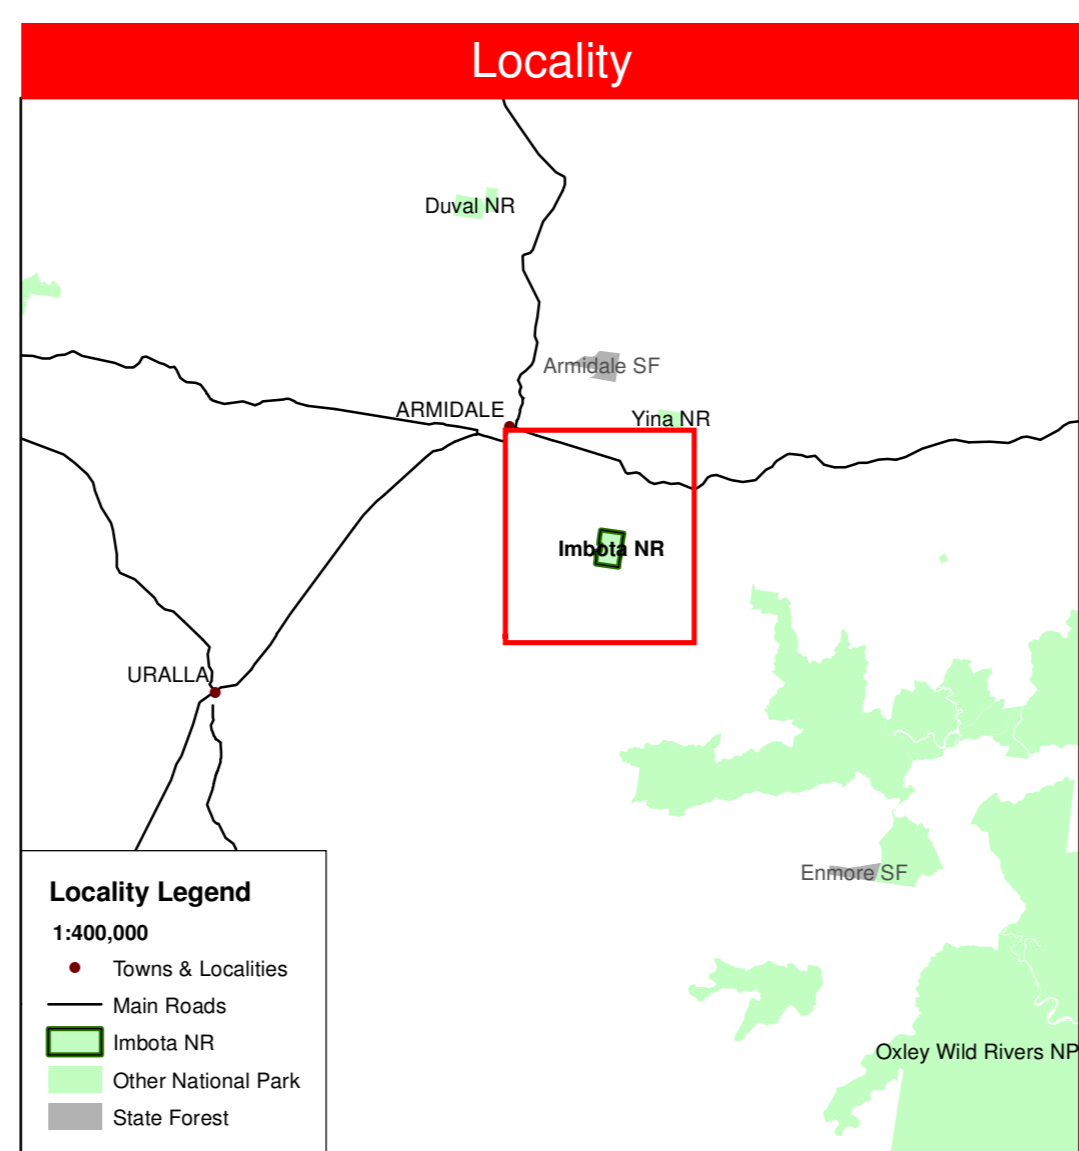 Locality
Duval NR
Armidale SF
ARMIDALE
Yina NR
Imbota NR
URALLA
Enmore SF
Oxley Wild Rivers NP
Locality Legend
1:400,000
Towns & Localities
Main Roads
Imbota NR
Other National Park
State Forest